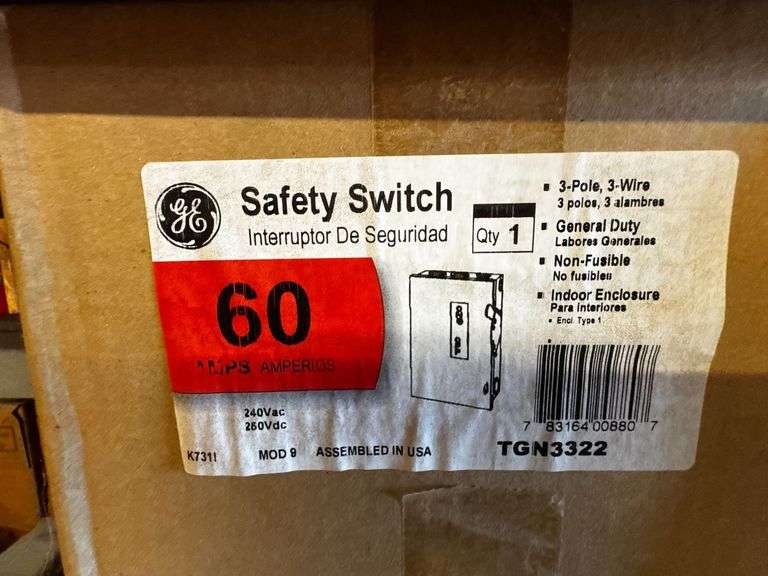 GE
Safety Switch
Interruptor De Seguridad
Qty 1
60
AMPS AMPERIOS
240Vac
250Vdc
K731I MOD 9 ASSEMBLED IN USA
▪ 3-Pole, 3-Wire
3 polos, 3 alambres
▪ General Duty
Labores Generales
▪ Non-Fusible
No fusibles
▪ Indoor Enclosure
Para Interiores
• Encl. Type 1
7 83164 00880 7
TGN3322